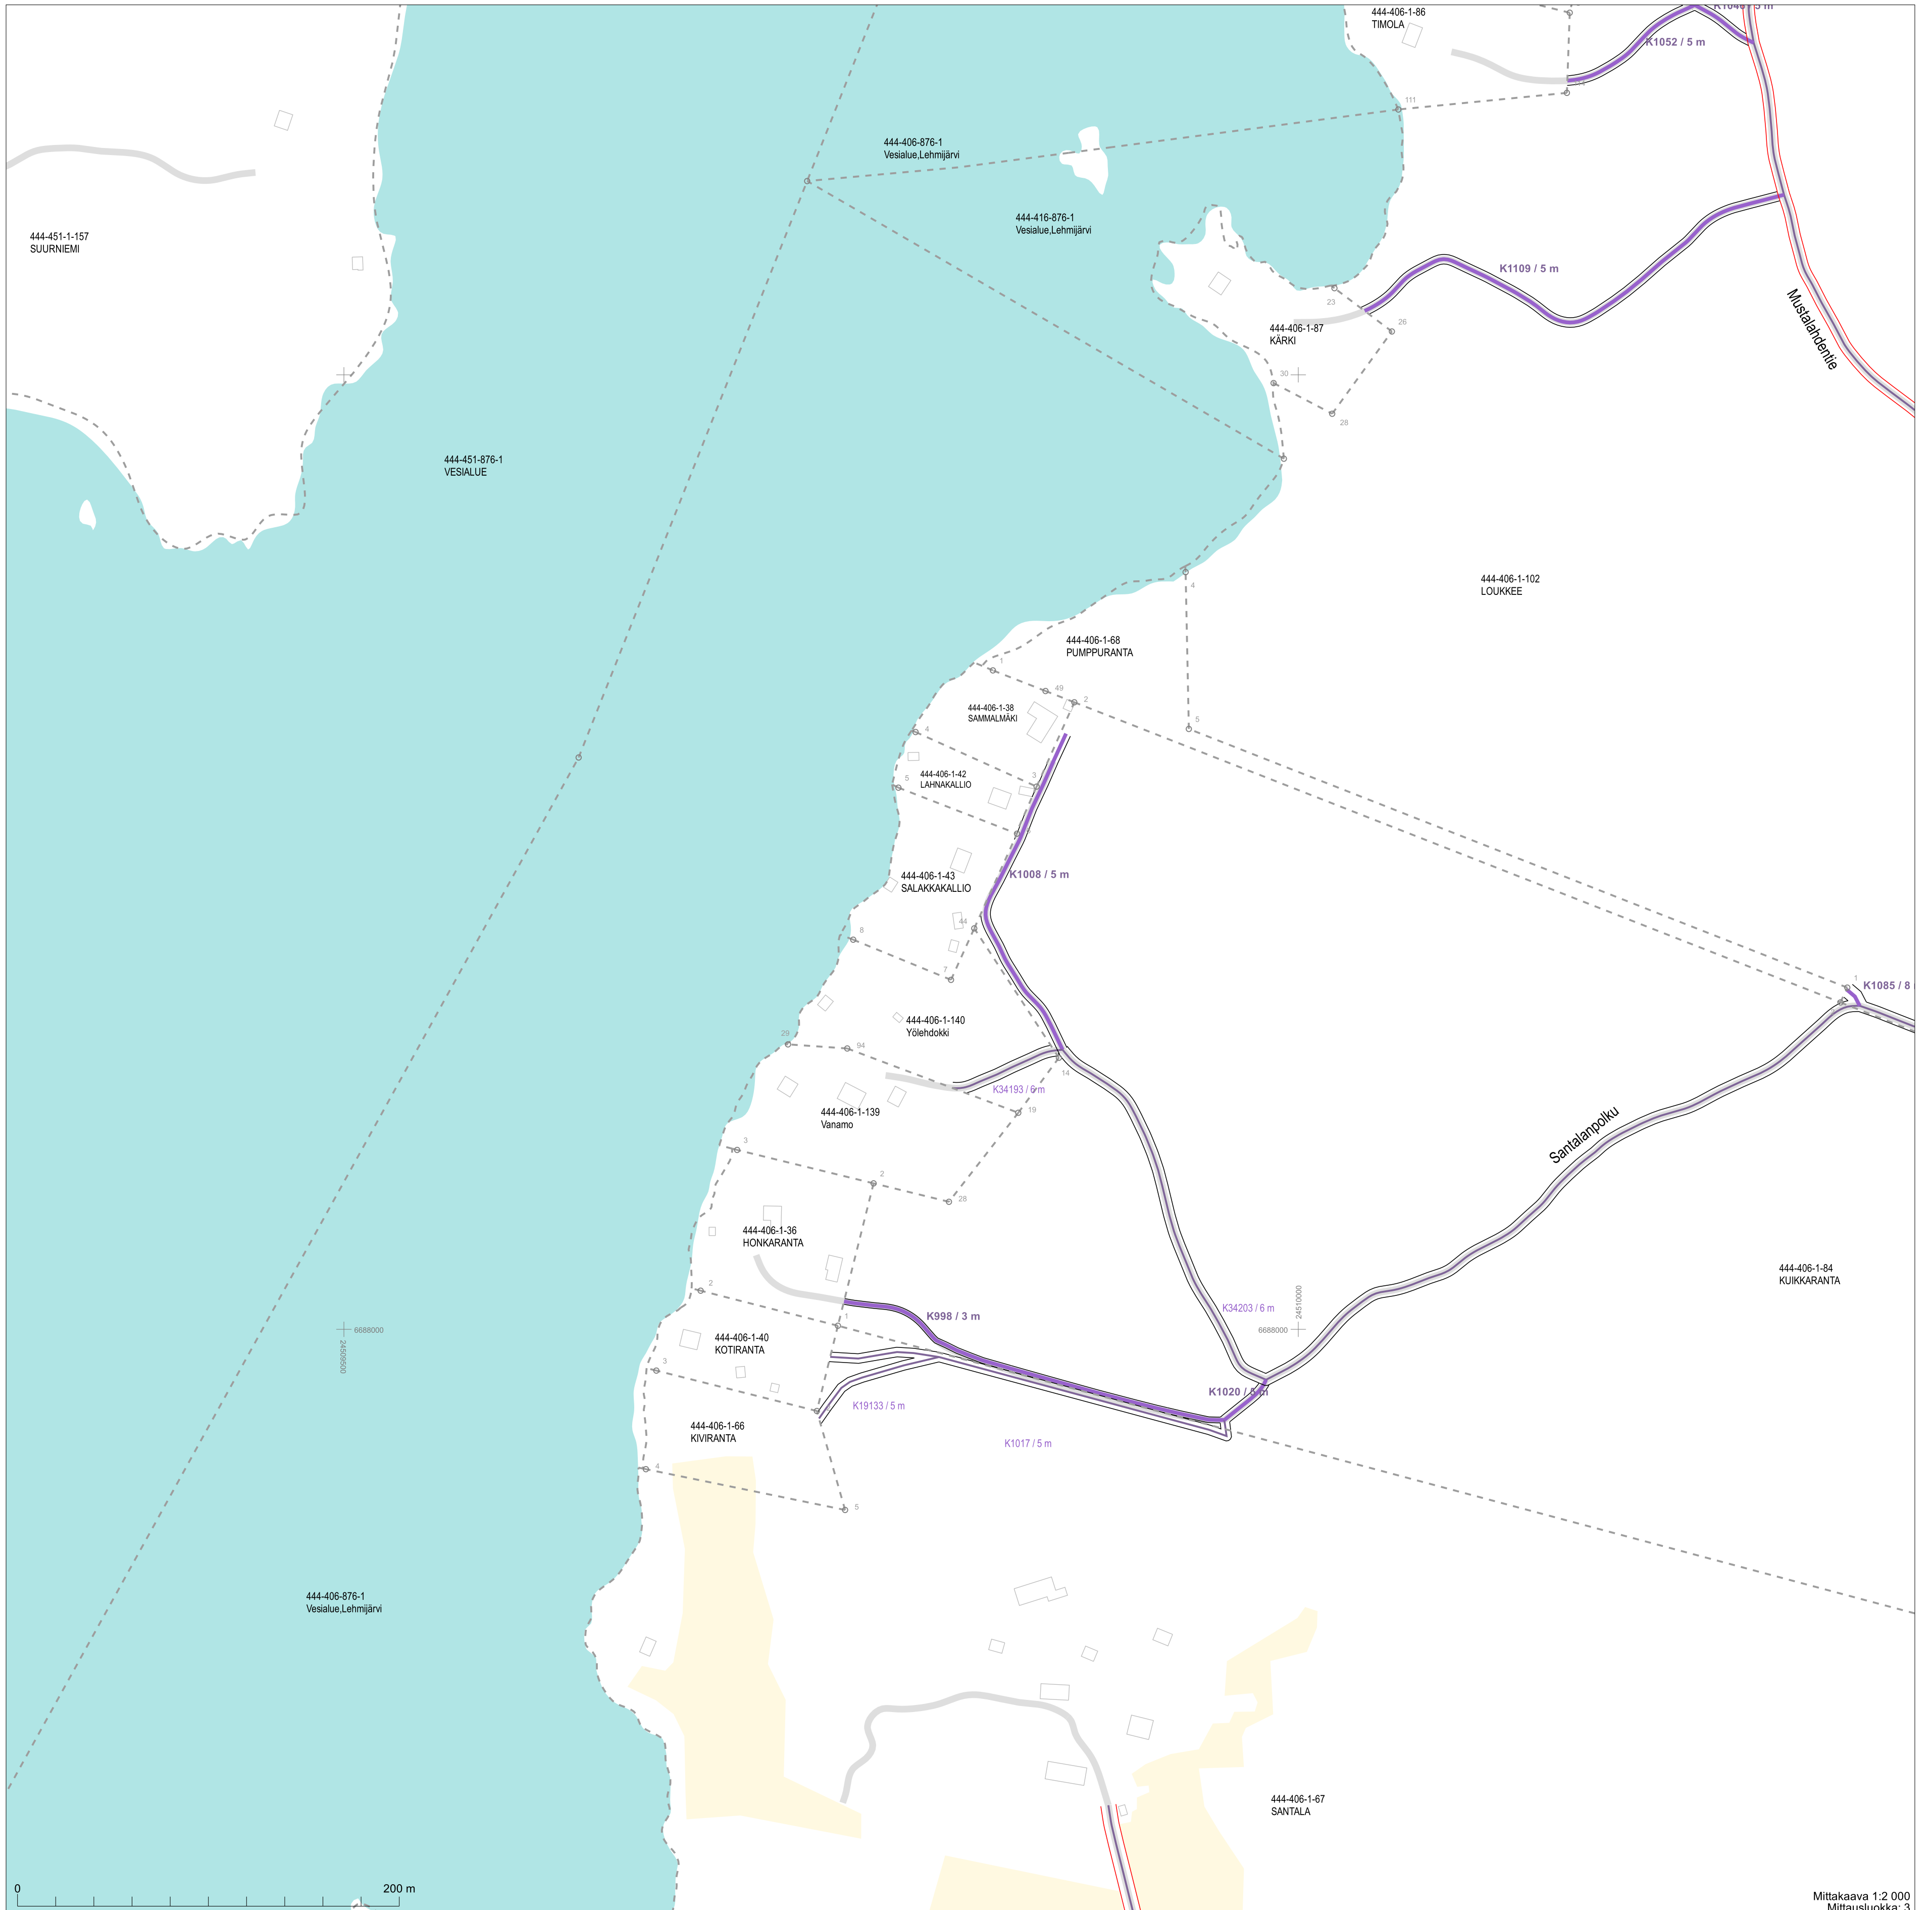 444-406-1-86
TIMOLA
K1046 / 5 m
K1052 / 5 m
111
444-406-876-1
Vesialue,Lehmijärvi
444-416-876-1
Vesialue,Lehmijärvi
444-451-1-157
SUURNIEMI
K1109 / 5 m
23
26
Mustalahdentie
444-406-1-87
KÄRKI
30
28
444-451-876-1
VESIALUE
4
444-406-1-102
LOUKKEE
444-406-1-68
PUMPPURANTA
1
49
2
444-406-1-38
SAMMALMÄKI
4
5
444-406-1-42
LAHNAKALLIO
3
5
444-406-1-43
SALAKKAKALLIO
K1008 / 5 m
44
8
7
1
K1085 / 8
444-406-1-140
Yölehdokki
29
94
14
K34193 / 6 m
19
444-406-1-139
Vanamo
Santalanpolku
3
2
28
444-406-1-36
HONKARANTA
444-406-1-84
KUIKKARANTA
2
K34203 / 6 m
24510000
K998 / 3 m
1
6688000
24509500
6688000
444-406-1-40
KOTIRANTA
3
K1020 / 5 m
K19133 / 5 m
444-406-1-66
KIVIRANTA
K1017 / 5 m
4
5
444-406-876-1
Vesialue,Lehmijärvi
444-406-1-67
SANTALA
0
200 m
Mittakaava 1:2 000
Mittausluokka: 3